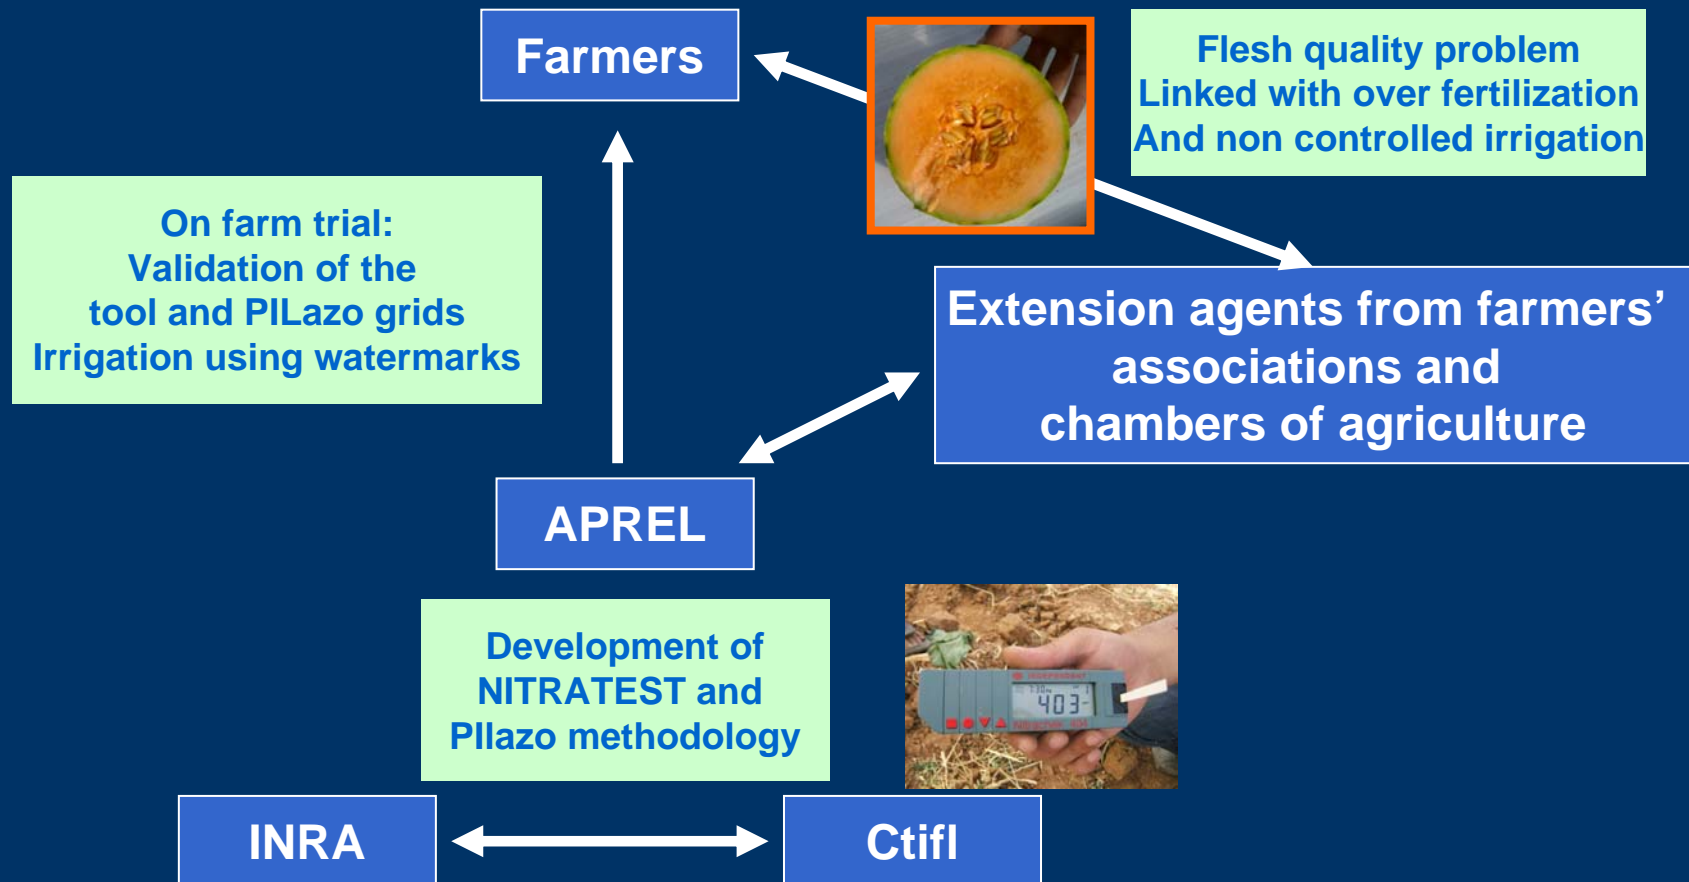 Farmers
Flesh quality problem
Linked with over fertilization
And non controlled irrigation
On farm trial:
Validation of the
tool and PILazo grids
Irrigation using watermarks
Extension agents from farmers’
associations and
chambers of agriculture
APREL
Development of
NITRATEST and
PIlazo methodology
403
INRA
Ctifl